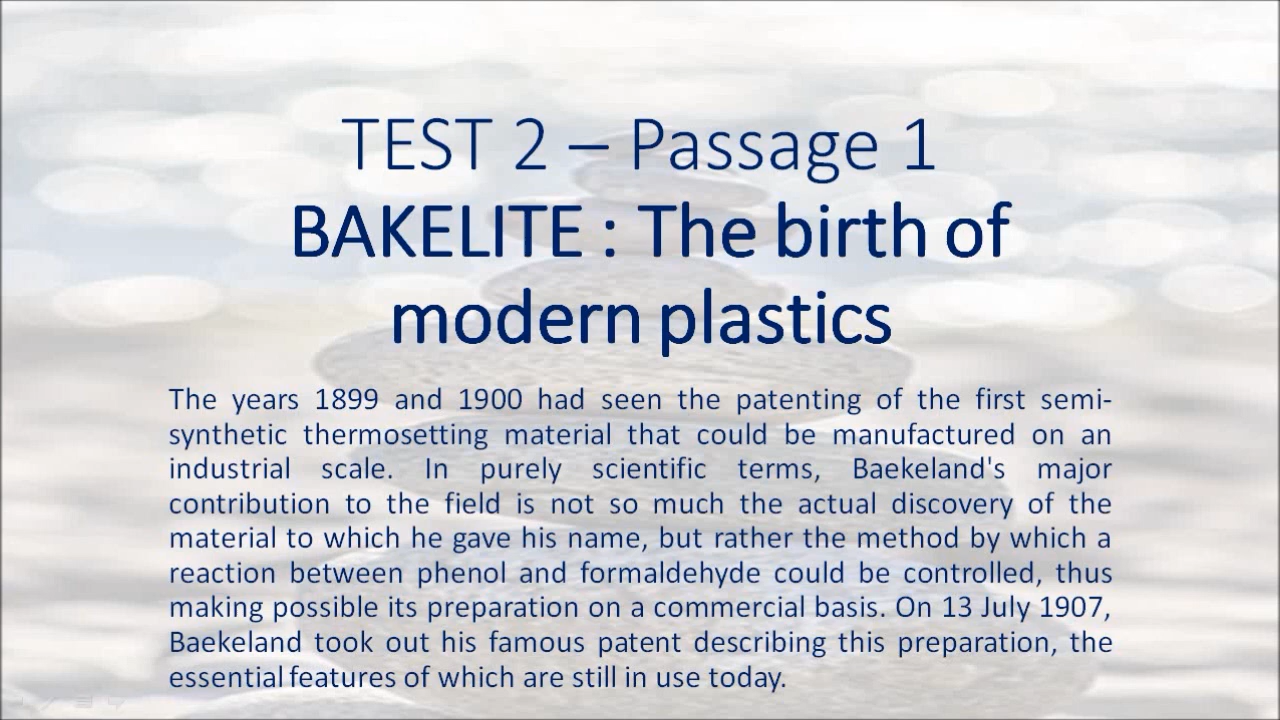 TEST 2 – Passage 1
BAKELITE : The birth of
modern plastics
The years 1899 and 1900 had seen the patenting of the first semi-
synthetic thermosetting material that could be manufactured on an
industrial scale. In purely scientific terms, Baekeland's major
contribution to the field is not so much the actual discovery of the
material to which he gave his name, but rather the method by which a
reaction between phenol and formaldehyde could be controlled, thus
making possible its preparation on a commercial basis. On 13 July 1907,
Baekeland took out his famous patent describing this preparation, the
essential features of which are still in use today.